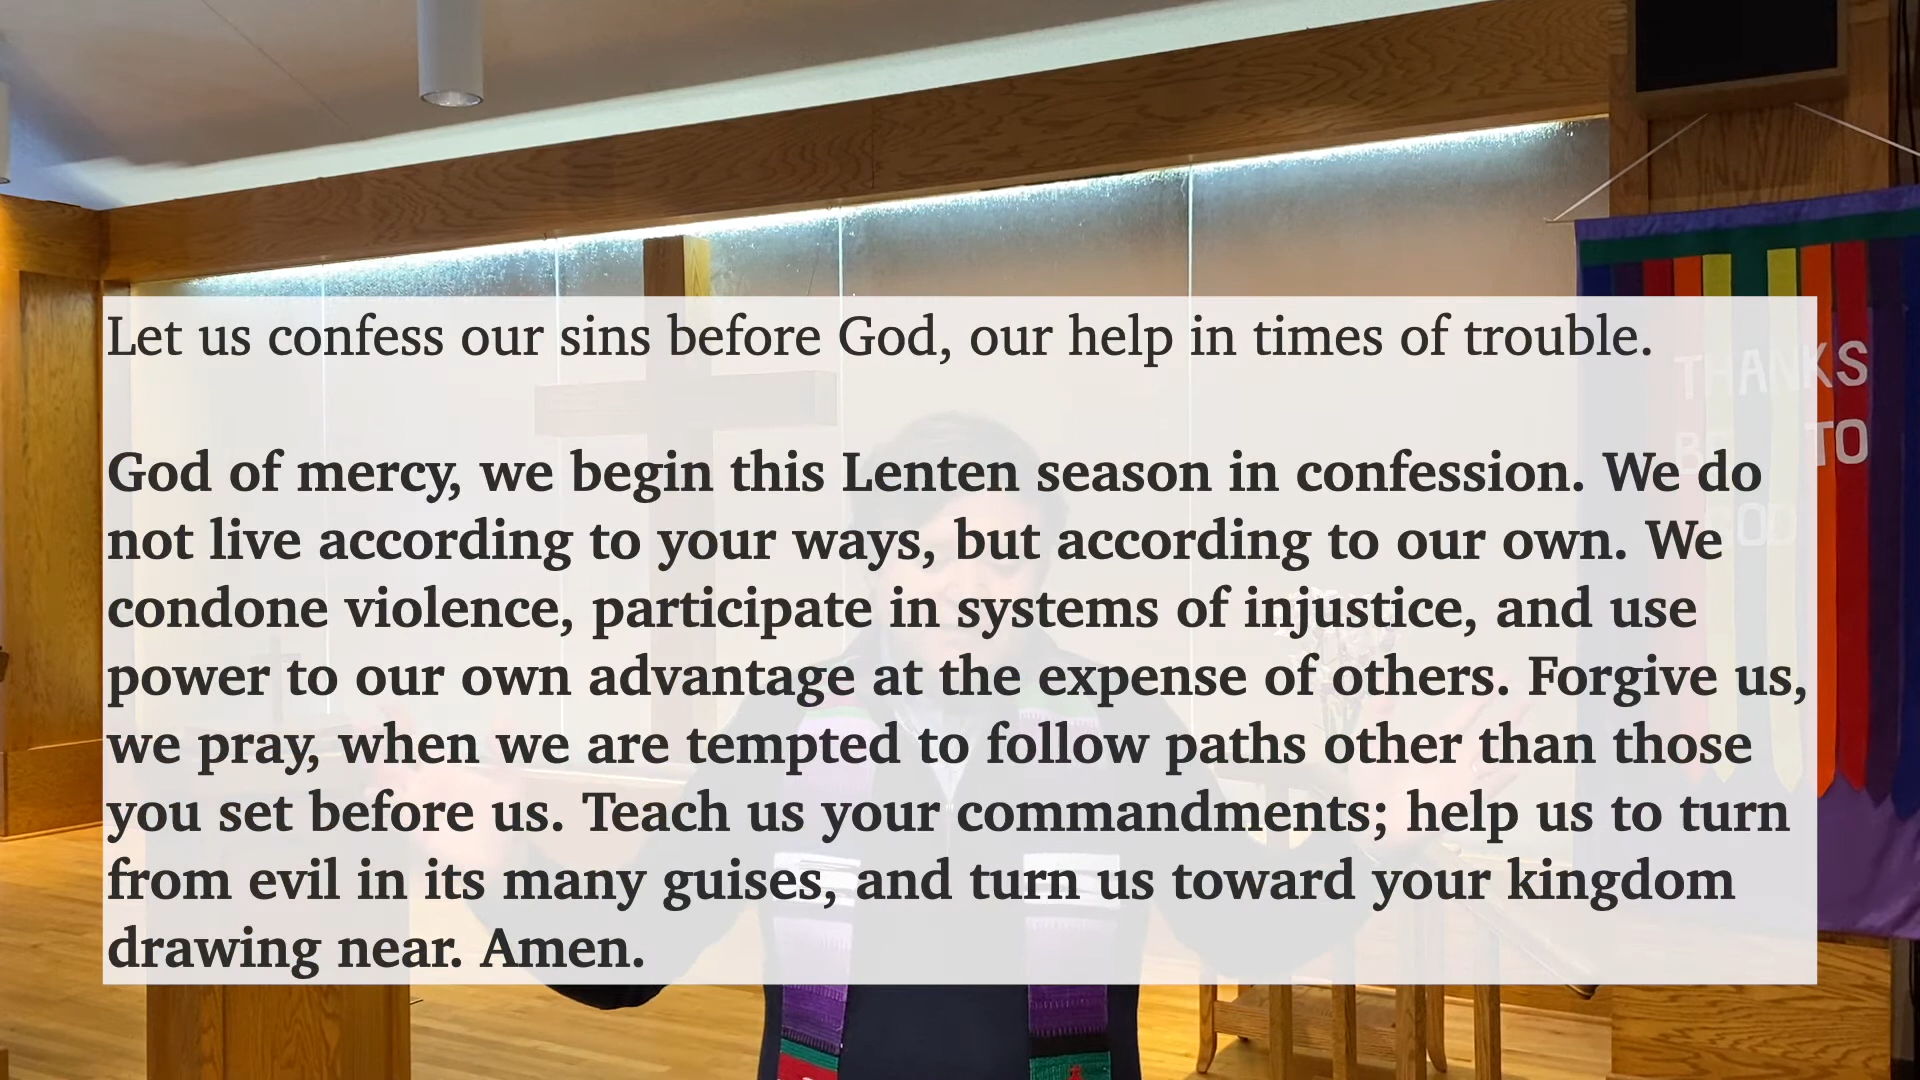 Let us confess our sins before God, our help in times of trouble.
God of mercy, we begin this Lenten season in confession. We do
not live according to your ways, but according to our own. We
condone violence, participate in systems of injustice, and use
power to our own advantage at the expense of others. Forgive us,
we pray, when we are tempted to follow paths other than those
you set before us. Teach us your commandments; help us to turn
from evil in its many guises, and turn us toward your kingdom
drawing near. Amen.
THANKS
BE TO
GOD